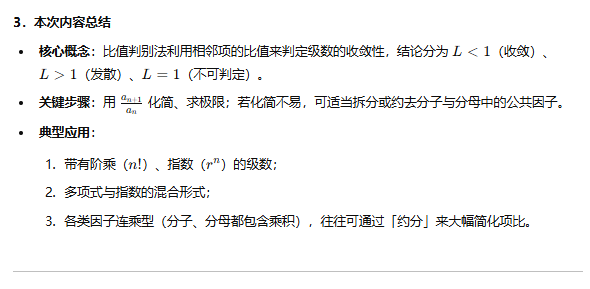 3. 本次内容总结
• 核心概念：比值判别法利用相邻项的比值来判定级数的收敛性，结论分为 L < 1（收敛）、
L > 1（发散）、L = 1（不可判定）。
• 关键步骤：用 \frac{a_{n+1}}{a_n} 化简、求极限；若化简不易，可适当拆分或约去分子与分母中的公共因子。
• 典型应用：
1. 带有阶乘（n!）、指数（r^n）的级数；
2. 多项式与指数的混合形式；
3. 各类因子连乘型（分子、分母都包含乘积），往往可通过「约分」来大幅简化项比。